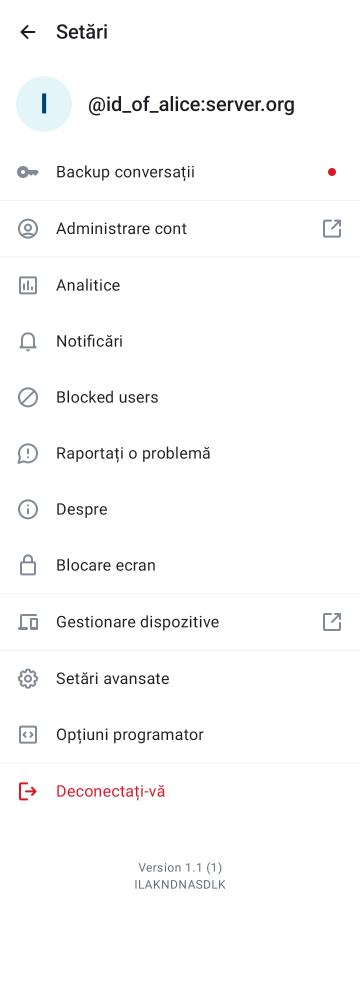 Setări
I
@id_of_alice:server.org
Backup conversații
Administrare cont
Analitice
Notificări
Blocked users
Raportați o problemă
Despre
Blocare ecran
Gestionare dispozitive
Setări avansate
Opțiuni programator
Deconectați-vă
Version 1.1 (1)
ILAKNDNASDLK